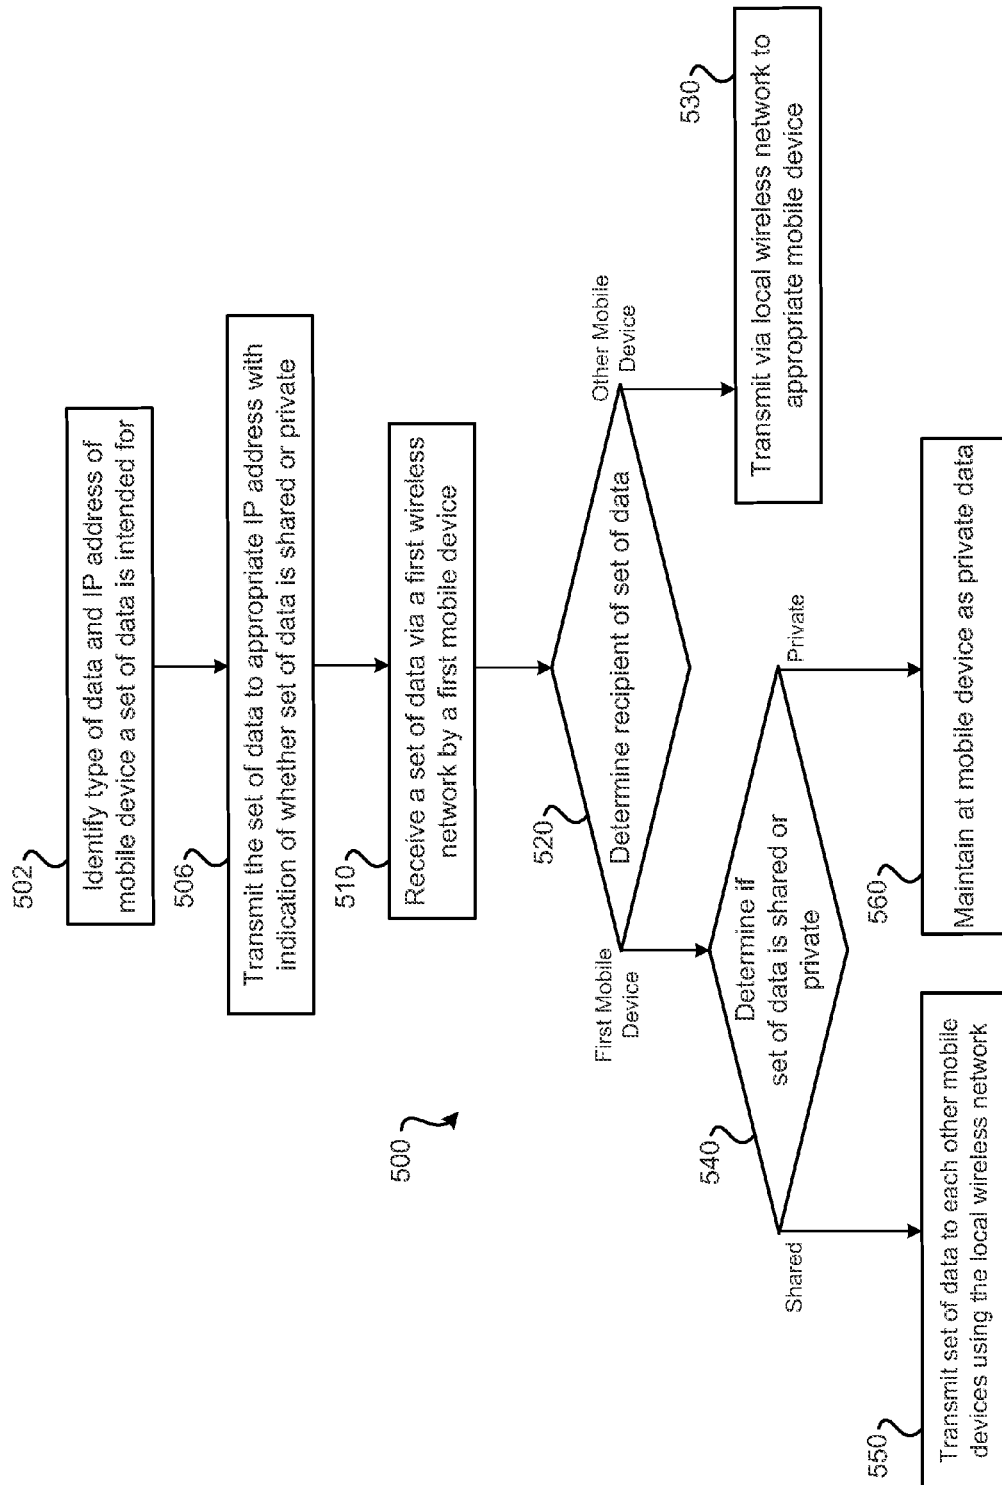 502
Identify type of data and IP address of
mobile device a set of data is intended for
506
Transmit the set of data to appropriate IP address with
indication of whether set of data is shared or private
510
Receive a set of data via a first wireless
network by a first mobile device
500
520
Determine recipient of set of data
First Mobile
Device
Other Mobile
Device
530
Transmit via local wireless network to
appropriate mobile device
540
Determine if
set of data is shared or
private
Shared
Private
550
Transmit set of data to each other mobile
devices using the local wireless network
560
Maintain at mobile device as private data